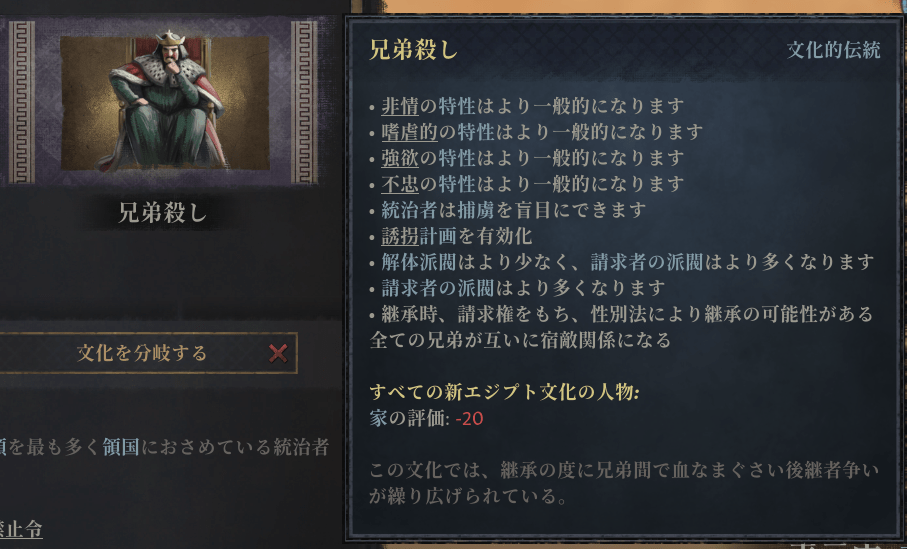 兄弟殺し
文化的伝統
• 非情の特性はより一般的になります
• 嗜虐的の特性はより一般的になります
• 強欲の特性はより一般的になります
• 不忠の特性はより一般的になります
• 統治者は捕虜を盲目にできます
• 誘拐計画を有効化
• 解体派閥はより少なく、請求者の派閥はより多くなります
• 請求者の派閥はより多くなります
• 継承時、請求権をもち、性別法により継承の可能性がある
全ての兄弟が互いに宿敵関係になる
すべての新エジプト文化の人物:
家の評価: -20
この文化では、継承の度に兄弟間で血なまぐさい後継者争い
が繰り広げられている。
兄弟殺し
文化を分岐する
を最も多く領国におさめている統治者
止令